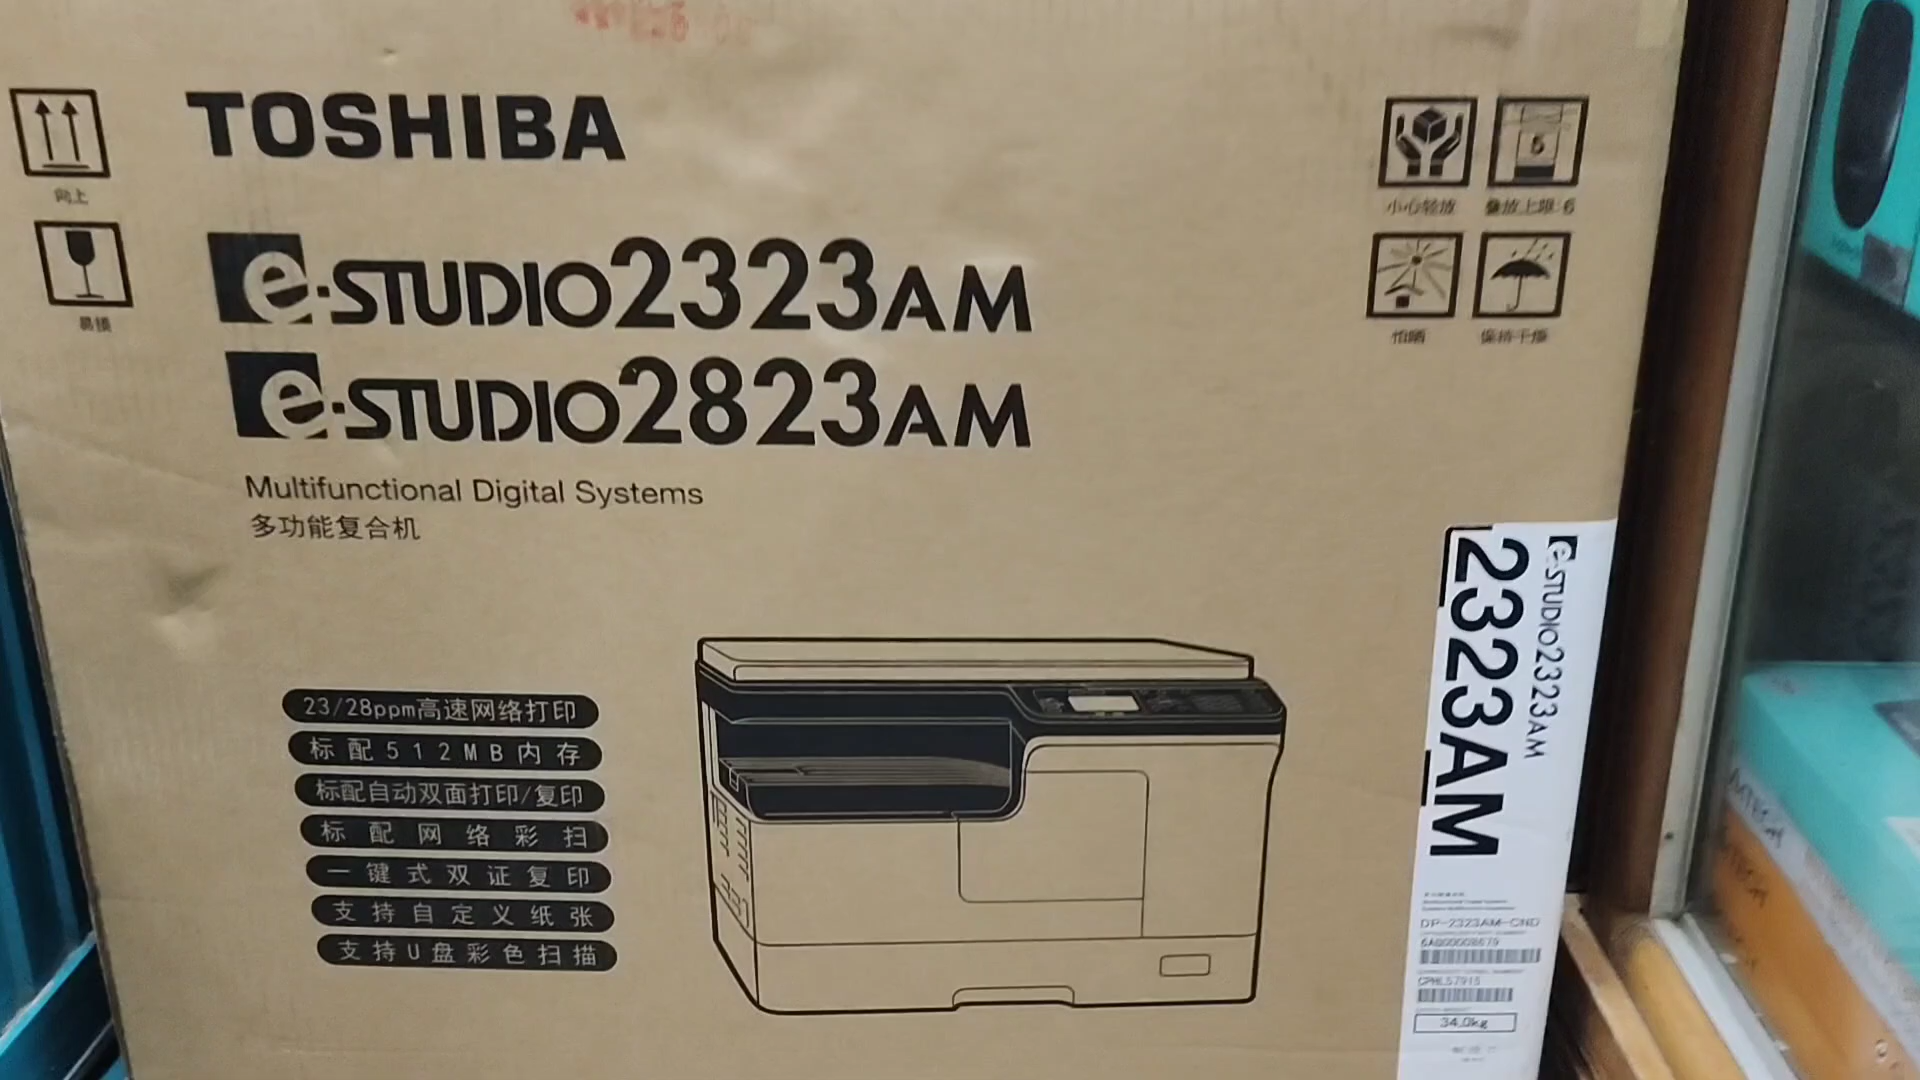 TOSHIBA
向上
小心轻放
叠放上限:6
6
e-STUDIO2323AM
易损
怕晒
保持干燥
e-STUDIO2823AM
Multifunctional Digital Systems
多功能复合机
e-STUDIO2323AM
2323AM
23/28ppm高速网络打印
标配512MB内存
标配自动双面打印/复印
标配网络彩扫
一键式双证复印
支持自定义纸张
支持U盘彩色扫描
DP-2323AM-CND
CPHL57915
34.0kg